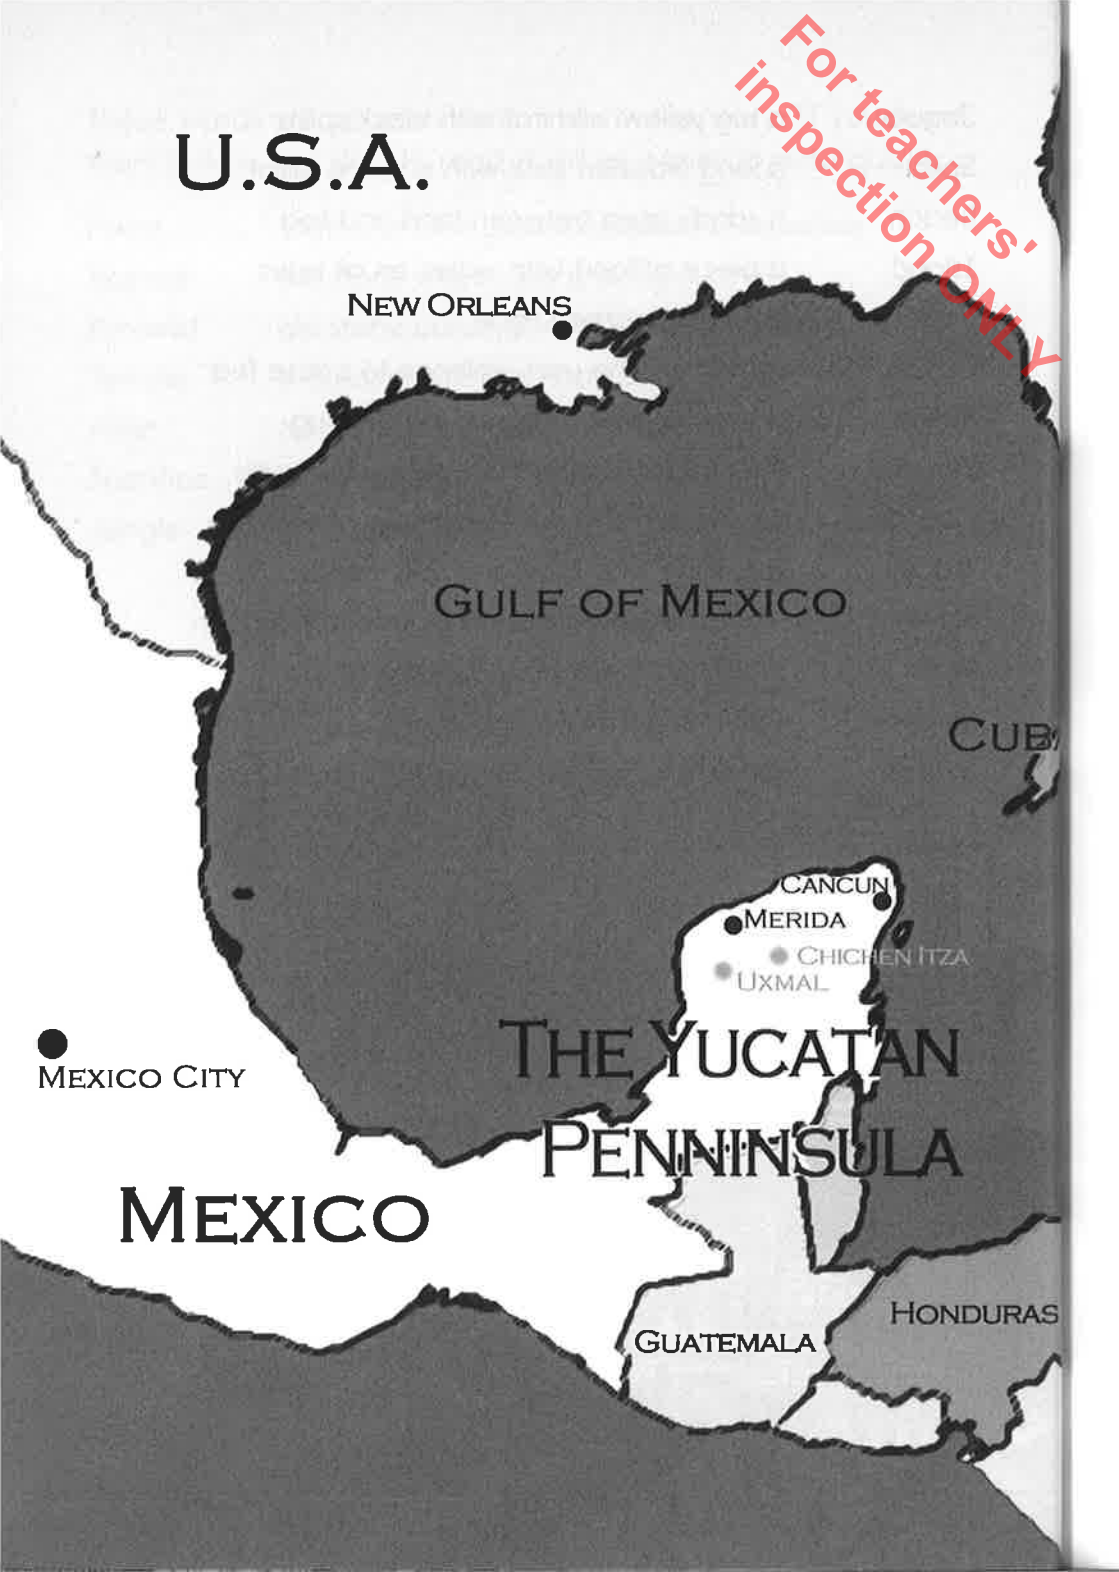 For teachers'
inspection ONLY
U.S.A.
NEW ORLEANS
GULF OF MEXICO
CUBA
CANCUN
MERIDA
CHICHEN ITZA
UXMAL
MEXICO CITY
THE YUCATAN
PENNINSULA
MEXICO
HONDURAS
GUATEMALA